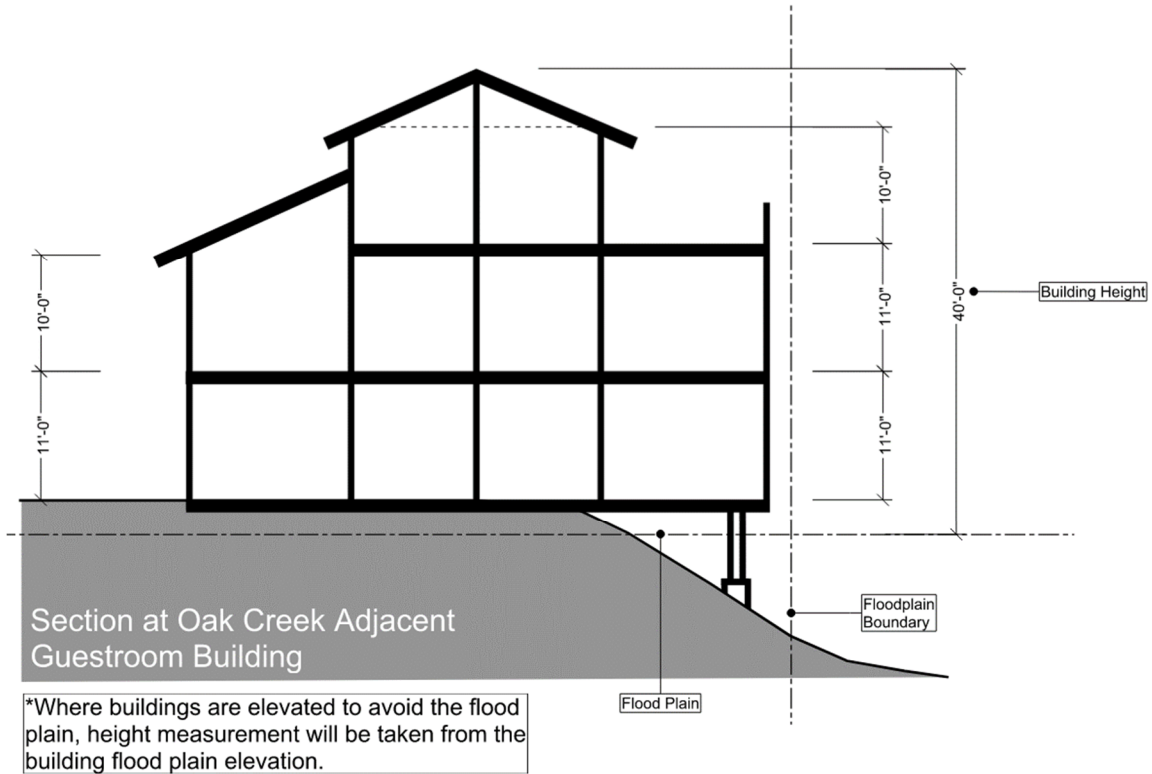 10'-0"
10'-0"
11'-0"
40'-0"
Building Height
10'-0"
11'-0"
11'-0"
Floodplain
Boundary
Section at Oak Creek Adjacent
Guestroom Building
Flood Plain
*Where buildings are elevated to avoid the flood
plain, height measurement will be taken from the
building flood plain elevation.